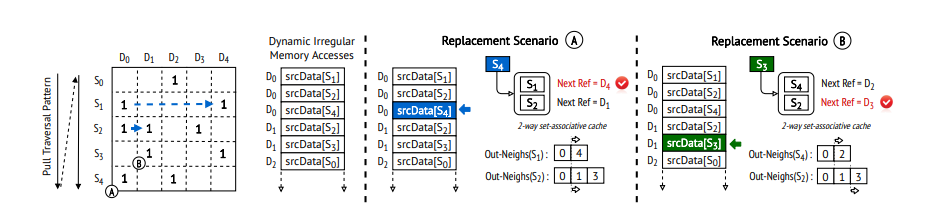 Pull Traversal Pattern
D0 D1 D2 D3 D4
S0 1
S1 1 1
S2 1 1 1
S3 1 1
B
S4 1 1
A
Dynamic Irregular
Memory Accesses
D0 srcData[S1]
D0 srcData[S2]
D0 srcData[S4]
D1 srcData[S2]
D1 srcData[S3]
D2 srcData[S0]
Replacement Scenario A
D0 srcData[S1]
D0 srcData[S2]
D0 srcData[S4]
D1 srcData[S2]
D1 srcData[S3]
D2 srcData[S0]
S4
S1 Next Ref = D4
S2 Next Ref = D1
2-way set-associative cache
Out-Neighs(S1) : 0 4
Out-Neighs(S2) : 0 1 3
Replacement Scenario B
D0 srcData[S1]
D0 srcData[S2]
D0 srcData[S4]
D1 srcData[S2]
D1 srcData[S3]
D2 srcData[S0]
S3
S4 Next Ref = D2
S2 Next Ref = D3
2-way set-associative cache
Out-Neighs(S4) : 0 2
Out-Neighs(S2) : 0 1 3